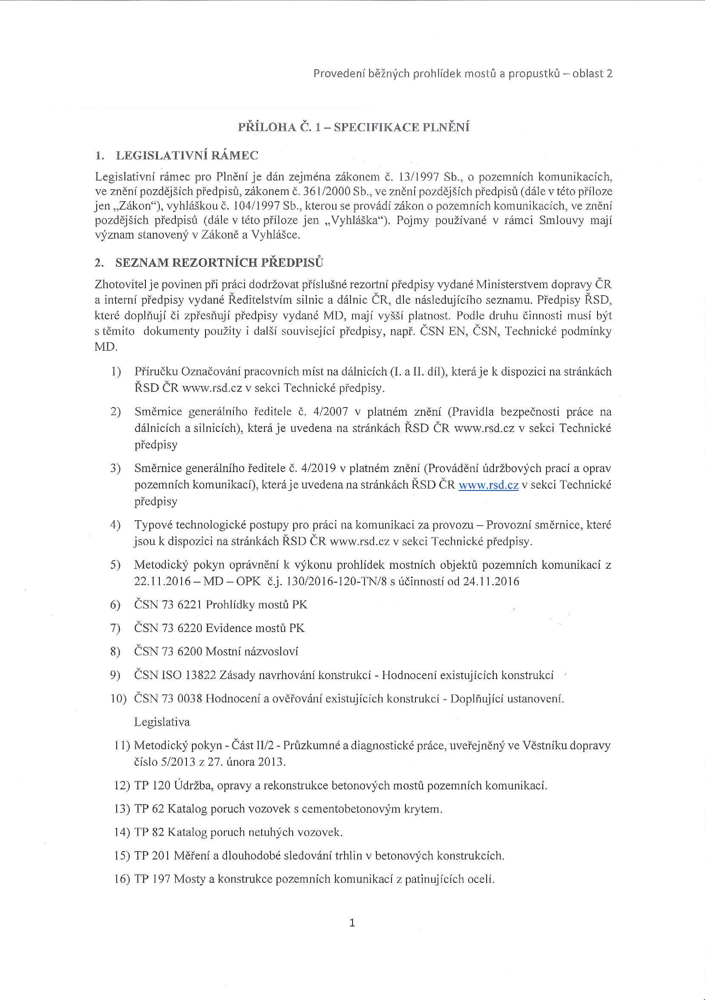 Provedení běžných prohlídek mostů a propustků – oblast 2
PŘÍLOHA Č. 1 – SPECIFIKACE PLNĚNÍ
1. LEGISLATIVNÍ RÁMEC
Legislativní rámec pro Plnění je dán zejména zákonem č. 13/1997 Sb., o pozemních komunikacích,
ve znění pozdějších předpisů, zákonem č. 361/2000 Sb., ve znění pozdějších předpisů (dále v této příloze
jen „Zákon“), vyhláškou č. 104/1997 Sb., kterou se provádí zákon o pozemních komunikacích, ve znění
pozdějších předpisů (dále v této příloze jen „Vyhláška“). Pojmy používané v rámci Smlouvy mají
význam stanovený v Zákoně a Vyhlášce.
2. SEZNAM REZORTNÍCH PŘEDPISŮ
Zhotovitel je povinen při práci dodržovat příslušné rezortní předpisy vydané Ministerstvem dopravy ČR
a interní předpisy vydané Ředitelstvím silnic a dálnic ČR, dle následujícího seznamu. Předpisy ŘSD,
které doplňují či zpřesňují předpisy vydané MD, mají vyšší platnost. Podle druhu činnosti musí být
s těmito dokumenty použity i další související předpisy, např. ČSN EN, ČSN, Technické podmínky
MD.
1) Příručku Označování pracovních míst na dálnicích (I. a II. díl), která je k dispozici na stránkách
ŘSD ČR www.rsd.cz v sekci Technické předpisy.
2) Směrnice generálního ředitele č. 4/2007 v platném znění (Pravidla bezpečnosti práce na
dálnicích a silnicích), která je uvedena na stránkách ŘSD ČR www.rsd.cz v sekci Technické
předpisy
3) Směrnice generálního ředitele č. 4/2019 v platném znění (Provádění údržbových prací a oprav
pozemních komunikací), která je uvedena na stránkách ŘSD ČR www.rsd.cz v sekci Technické
předpisy
4) Typové technologické postupy pro práci na komunikaci za provozu – Provozní směrnice, které
jsou k dispozici na stránkách ŘSD ČR www.rsd.cz v sekci Technické předpisy.
5) Metodický pokyn oprávnění k výkonu prohlídek mostních objektů pozemních komunikací z
22.11.2016 – MD – OPK č.j. 130/2016-120-TN/8 s účinností od 24.11.2016
6) ČSN 73 6221 Prohlídky mostů PK
7) ČSN 73 6220 Evidence mostů PK
8) ČSN 73 6200 Mostní názvosloví
9) ČSN ISO 13822 Zásady navrhování konstrukcí - Hodnocení existujících konstrukcí
10) ČSN 73 0038 Hodnocení a ověřování existujících konstrukcí - Doplňující ustanovení.
Legislativa
11) Metodický pokyn - Část II/2 - Průzkumné a diagnostické práce, uveřejněný ve Věstníku dopravy
číslo 5/2013 z 27. února 2013.
12) TP 120 Údržba, opravy a rekonstrukce betonových mostů pozemních komunikací.
13) TP 62 Katalog poruch vozovek s cementobetonovým krytem.
14) TP 82 Katalog poruch netuhých vozovek.
15) TP 201 Měření a dlouhodobé sledování trhlin v betonových konstrukcích.
16) TP 197 Mosty a konstrukce pozemních komunikací z patinujících ocelí.
1